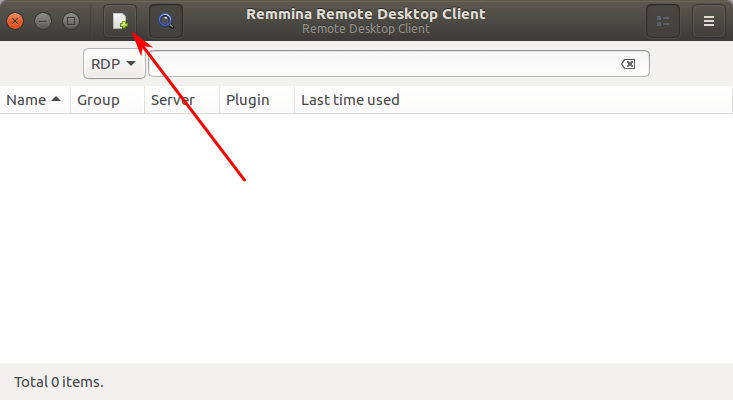 Remmina Remote Desktop Client
Remote Desktop Client
RDP
Name Group Server Plugin Last time used
Total 0 items.